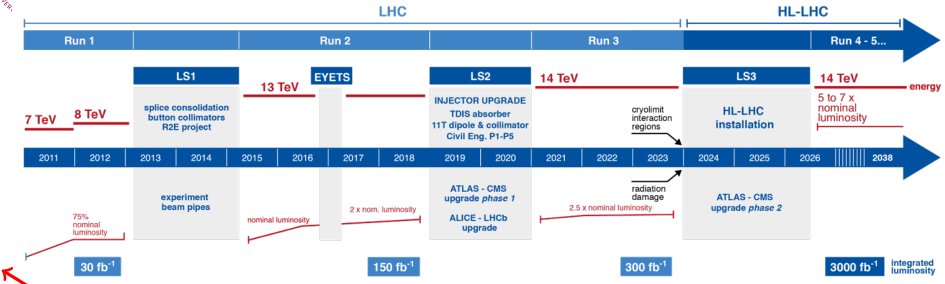 LHC
HL-LHC
Run 1
Run 2
Run 3
Run 4 - 5...
LS1
EYETS
LS2
14 TeV
LS3
14 TeV
13 TeV
energy
7 TeV
8 TeV
splice consolidation
button collimators
R2E project
INJECTOR UPGRADE
TDIS absorber
11T dipole & collimator
Civil Eng. P1-P5
cryolimit
interaction
regions
HL-LHC
installation
5 to 7 x
nominal
luminosity
2011
2012
2013
2014
2015
2016
2017
2018
2019
2020
2021
2022
2023
2024
2025
2026
2038
experiment
beam pipes
ATLAS - CMS
upgrade phase 1
ALICE - LHCb
upgrade
radiation
damage
ATLAS - CMS
upgrade phase 2
75%
nominal
luminosity
nominal luminosity
2 x nom. luminosity
2.5 x nominal luminosity
30 fb-1
150 fb-1
300 fb-1
3000 fb-1
integrated
luminosity